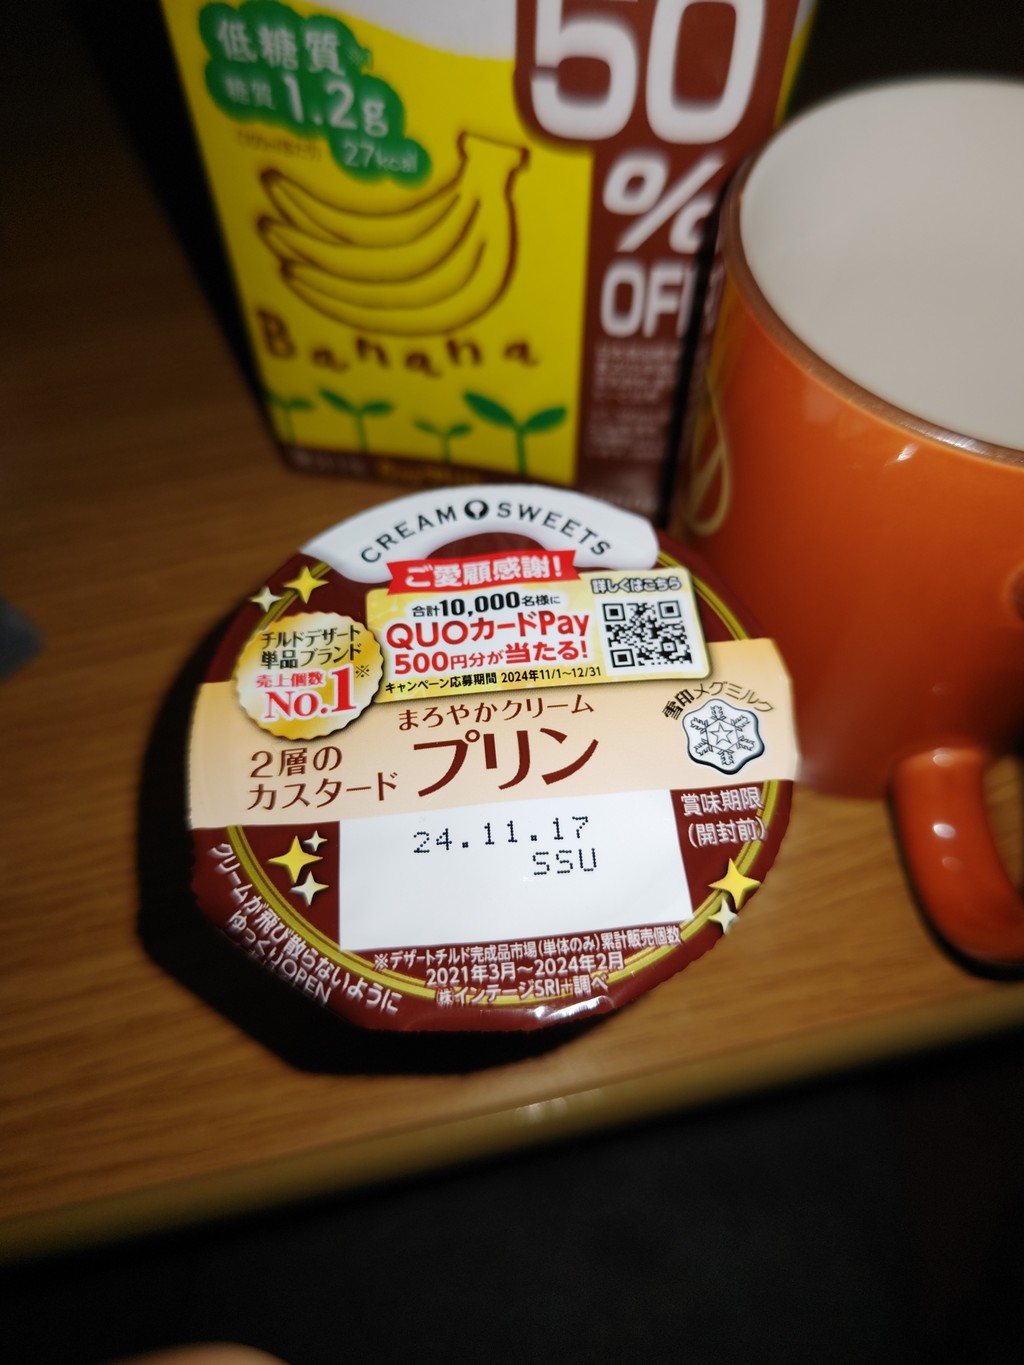 低糖質※1
糖質 1.2g
27kcal
Banana
50
%
OFF
CREAM SWEETS
ご愛顧感謝!
詳しくはこちら
合計10,000名様に
QUOカードPay
500円分が当たる!
キャンペーン応募期間 2024年11/1~12/31
チルドデザート
単品ブランド
売上個数※
No.1
雪印メグミルク
まろやかクリーム
2層の
カスタード
プリン
賞味期限
(開封前)
24.11.17
SSU
※デザートチルド完成品市場(単体のみ)累計販売個数
2021年3月~2024年2月
㈱インテージSRI+調べ
クリームが飛び散らないように
ゆっくりOPEN